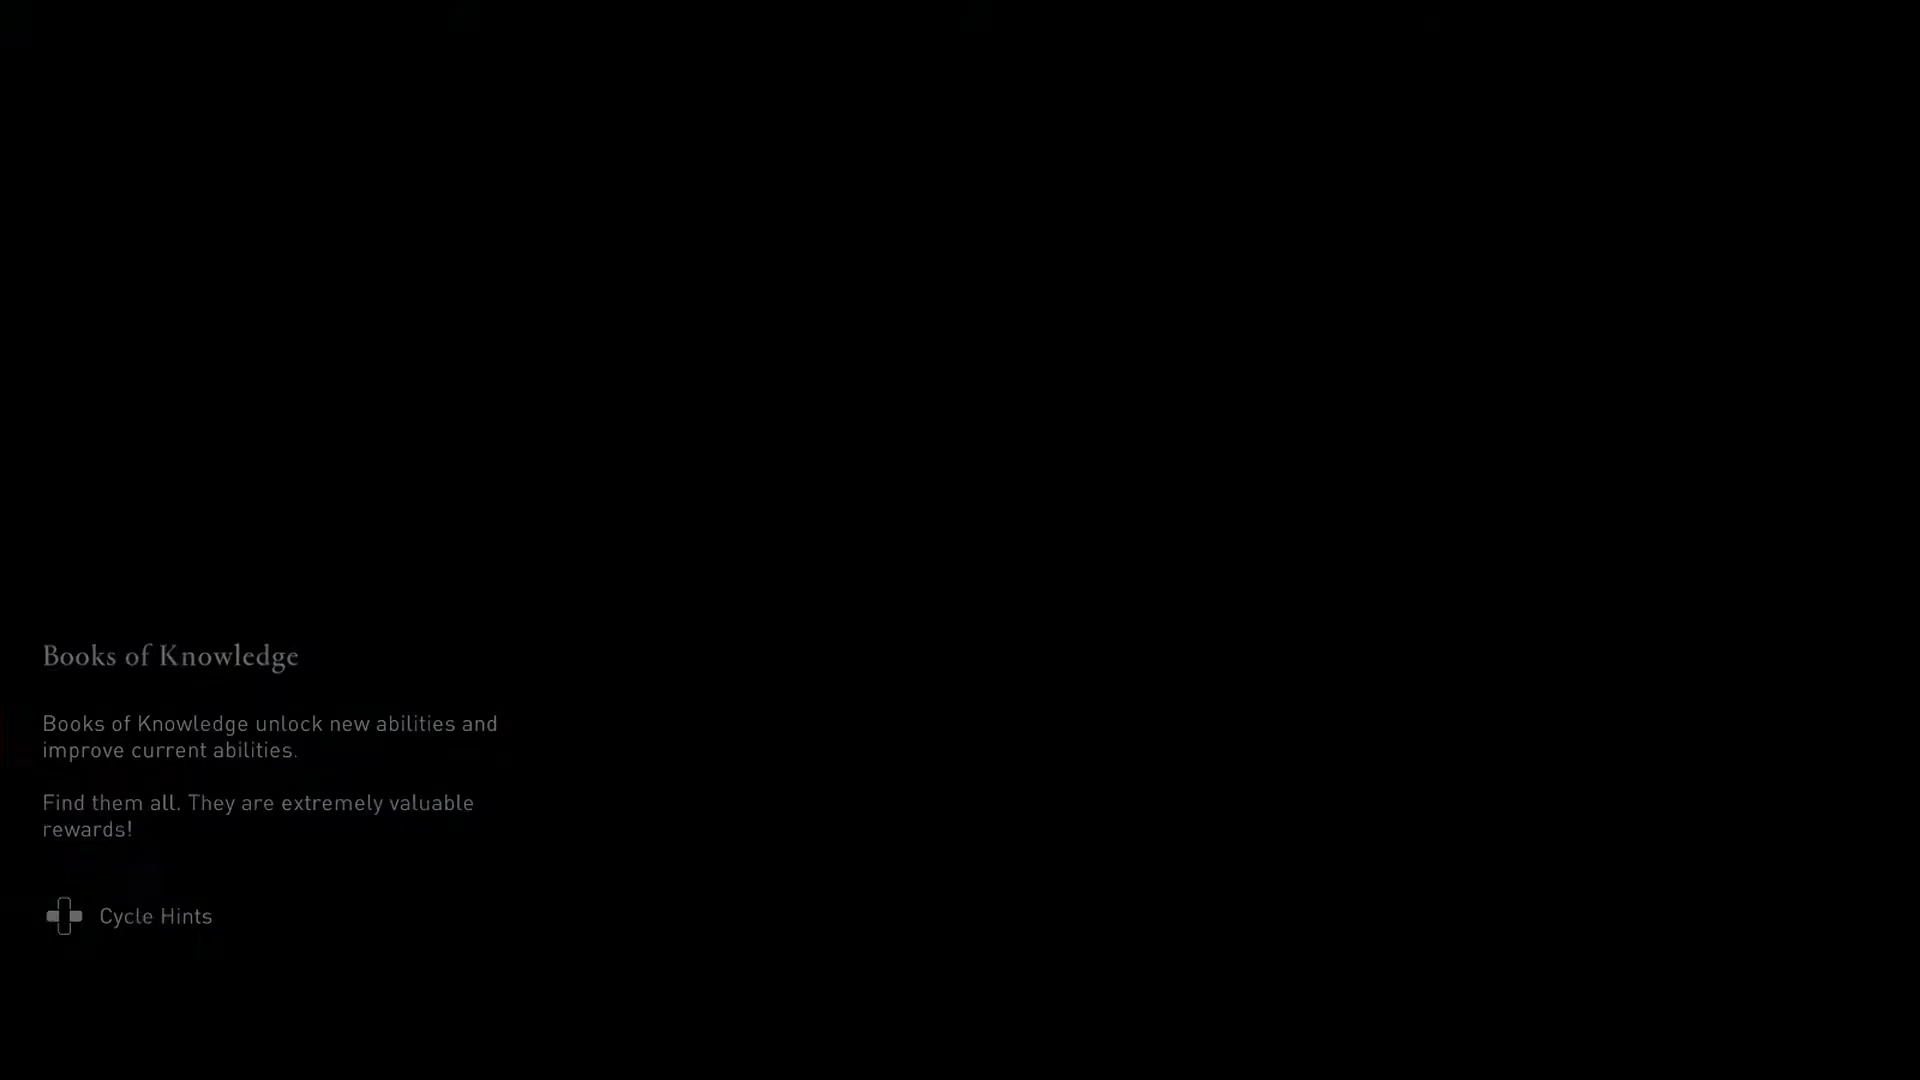 Books of Knowledge
Books of Knowledge unlock new abilities and
improve current abilities.
Find them all. They are extremely valuable
rewards!
Cycle Hints